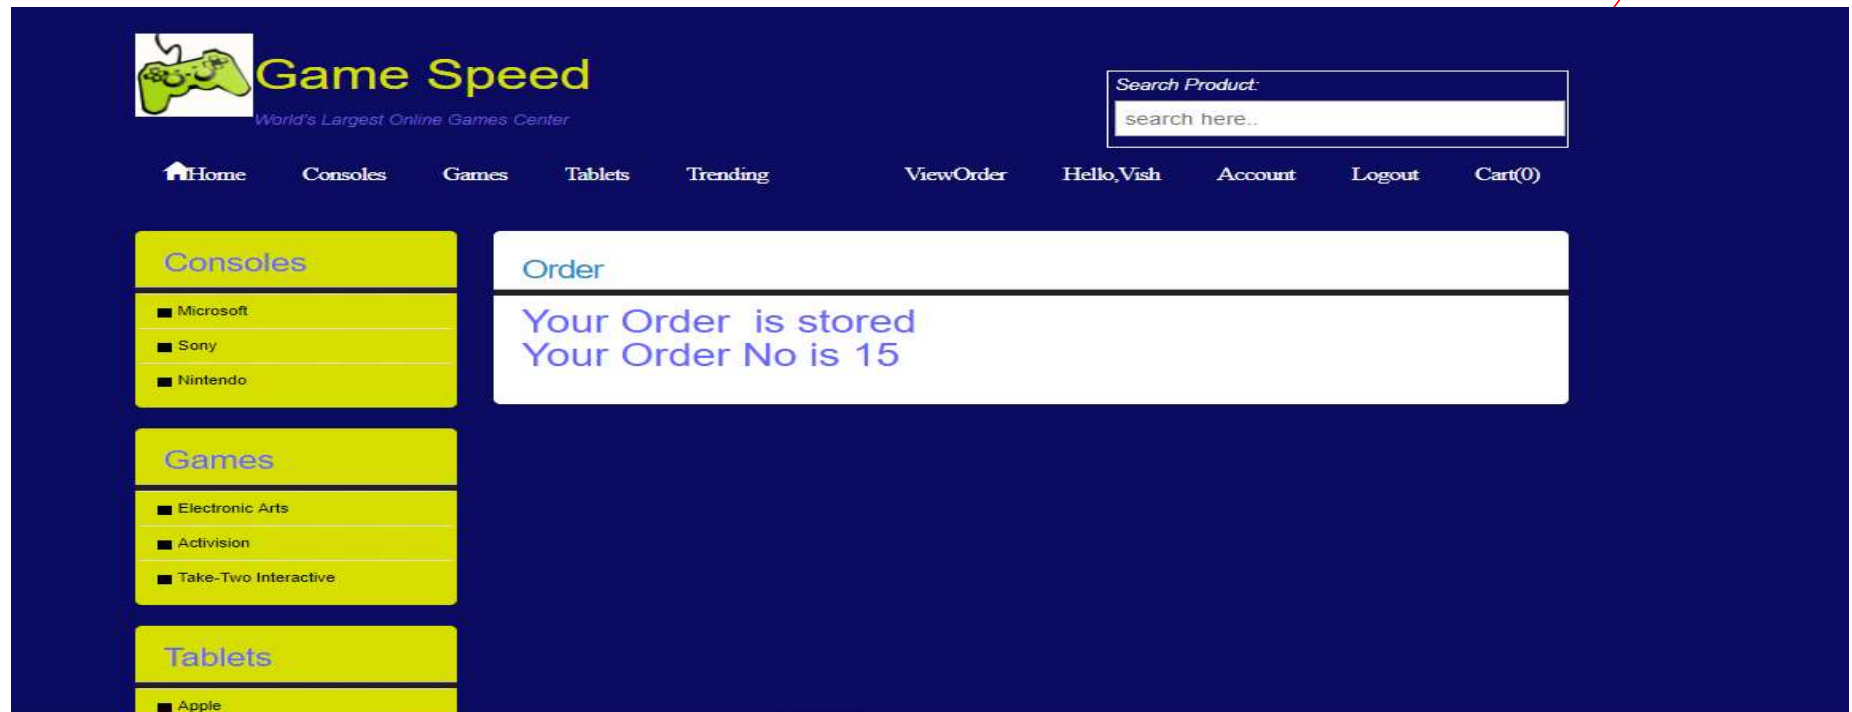 Game Speed
World's Largest Online Games Center
Search Product:
search here..
Home Consoles Games Tablets Trending ViewOrder Hello,Vish Account Logout Cart(0)
Consoles
Microsoft
Sony
Nintendo
Games
Electronic Arts
Activision
Take-Two Interactive
Tablets
Apple
Order
Your Order is stored
Your Order No is 15